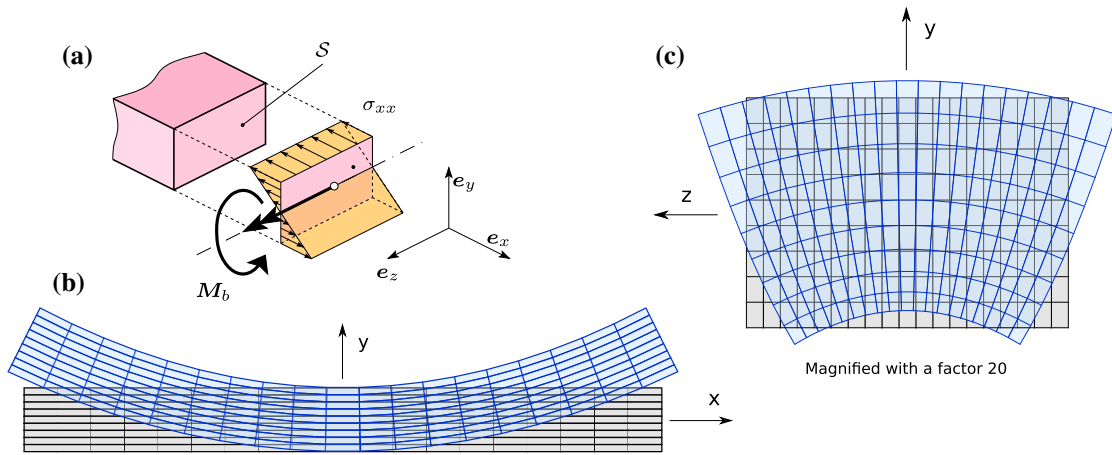 (a)
S
σxx
ey
ex
ez
Mb
(b)
y
x
(c)
y
z
Magnified with a factor 20